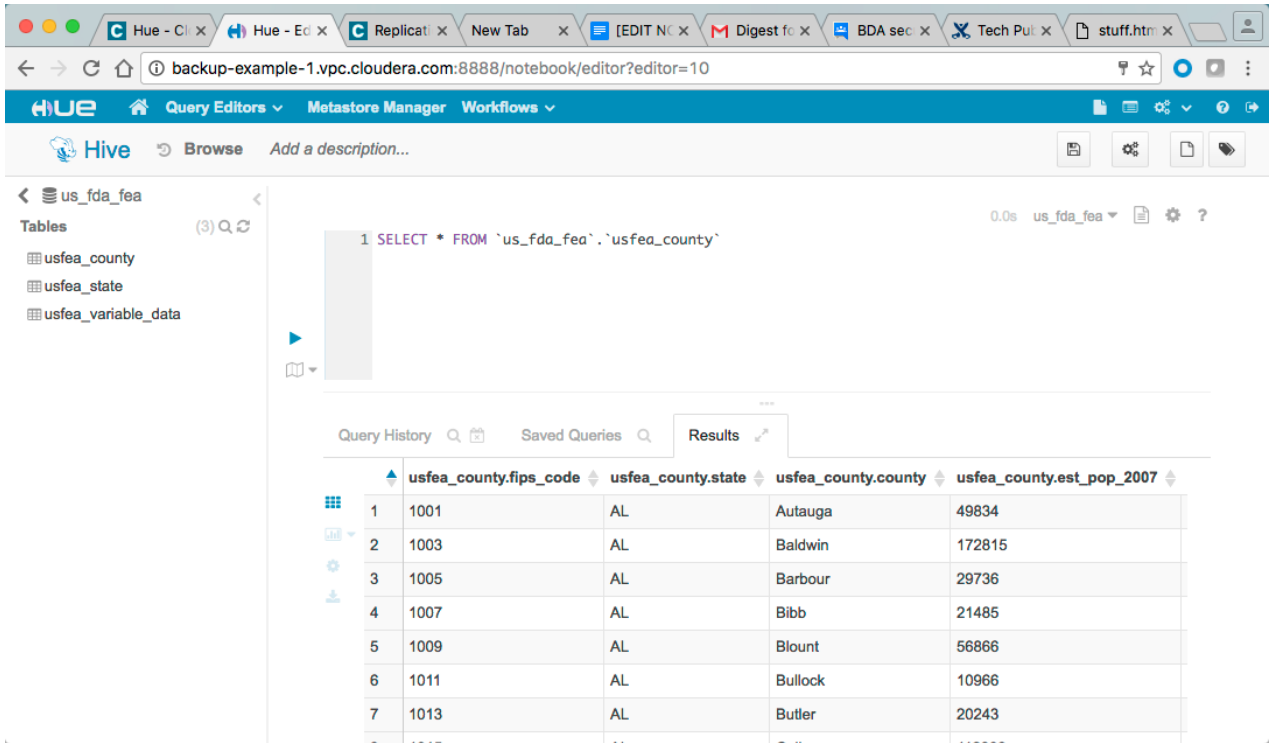 Hue - Cl
Hue - Ed
Replicati
New Tab
[EDIT NO
Digest fo
BDA sec
Tech Pub
stuff.htm
backup-example-1.vpc.cloudera.com:8888/notebook/editor?editor=10
HUE Query Editors Metastore Manager Workflows
Hive Browse Add a description...
us_fda_fea
Tables (3)
usfea_county
usfea_state
usfea_variable_data
0.0s us_fda_fea ?
1 SELECT * FROM `us_fda_fea`.`usfea_county`
Query History Saved Queries Results
usfea_county.fips_code usfea_county.state usfea_county.county usfea_county.est_pop_2007
1 1001 AL Autauga 49834
2 1003 AL Baldwin 172815
3 1005 AL Barbour 29736
4 1007 AL Bibb 21485
5 1009 AL Blount 56866
6 1011 AL Bullock 10966
7 1013 AL Butler 20243